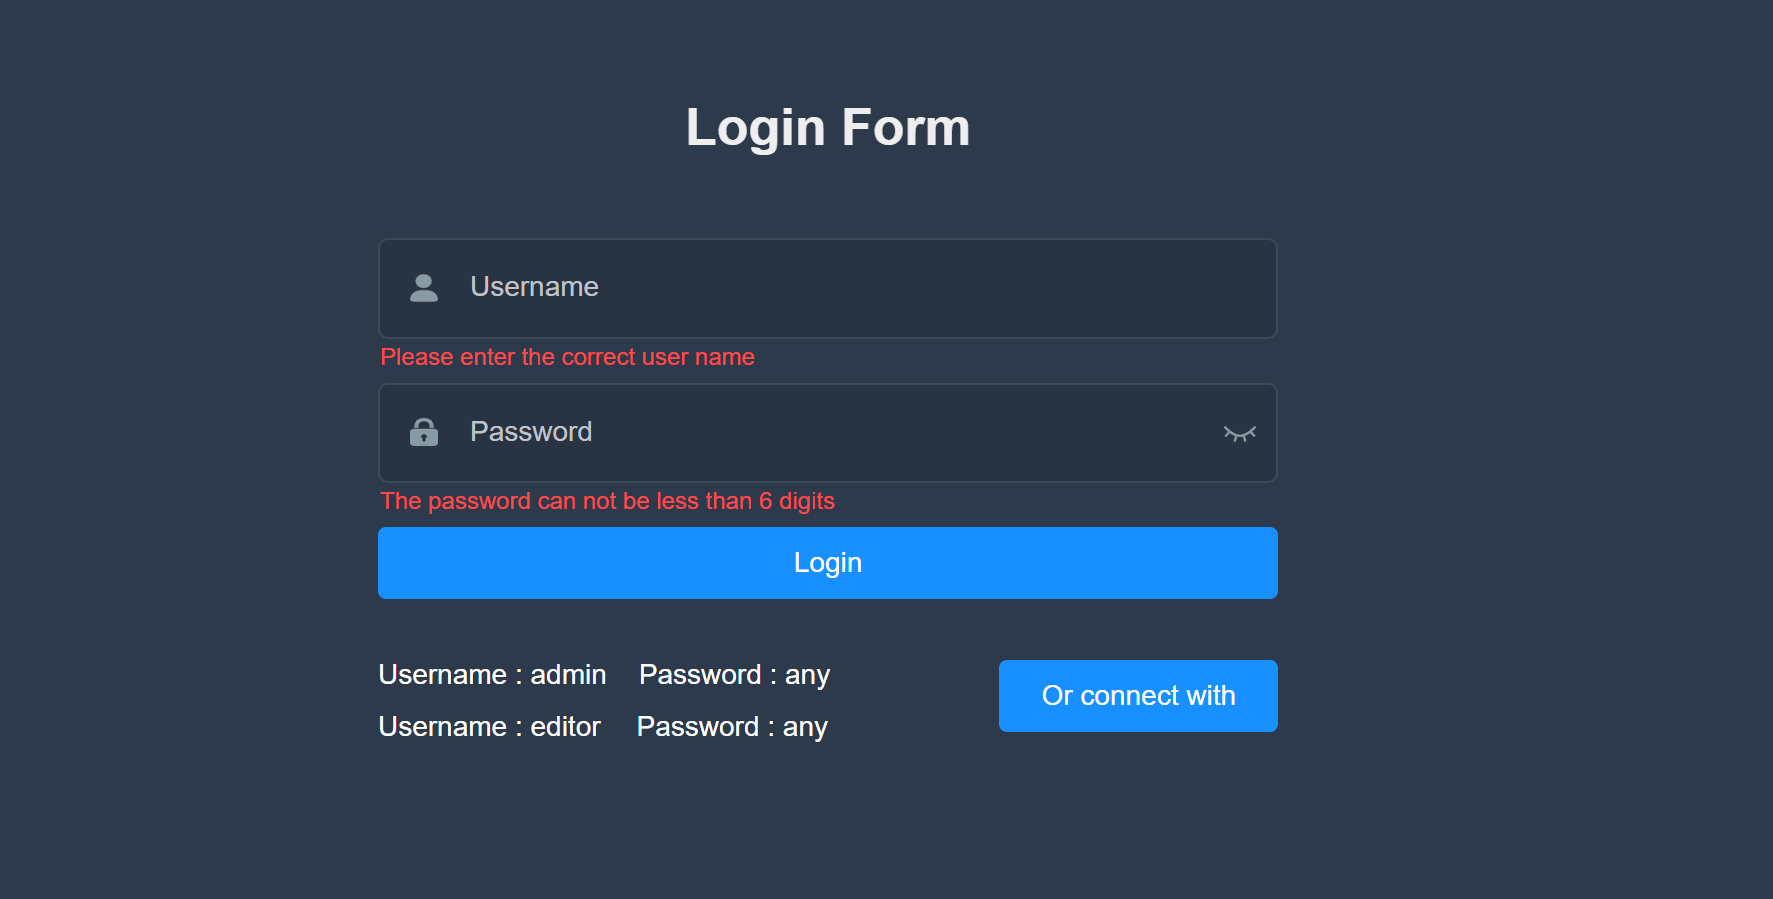 Login Form
Username
Please enter the correct user name
Password
The password can not be less than 6 digits
Login
Username : admin Password : any
Username : editor Password : any
Or connect with